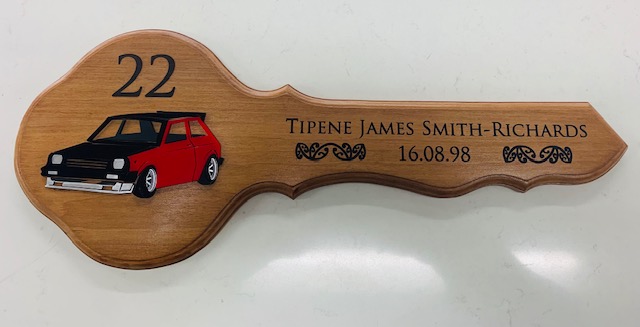 22
TIPENE JAMES SMITH-RICHARDS
16.08.98